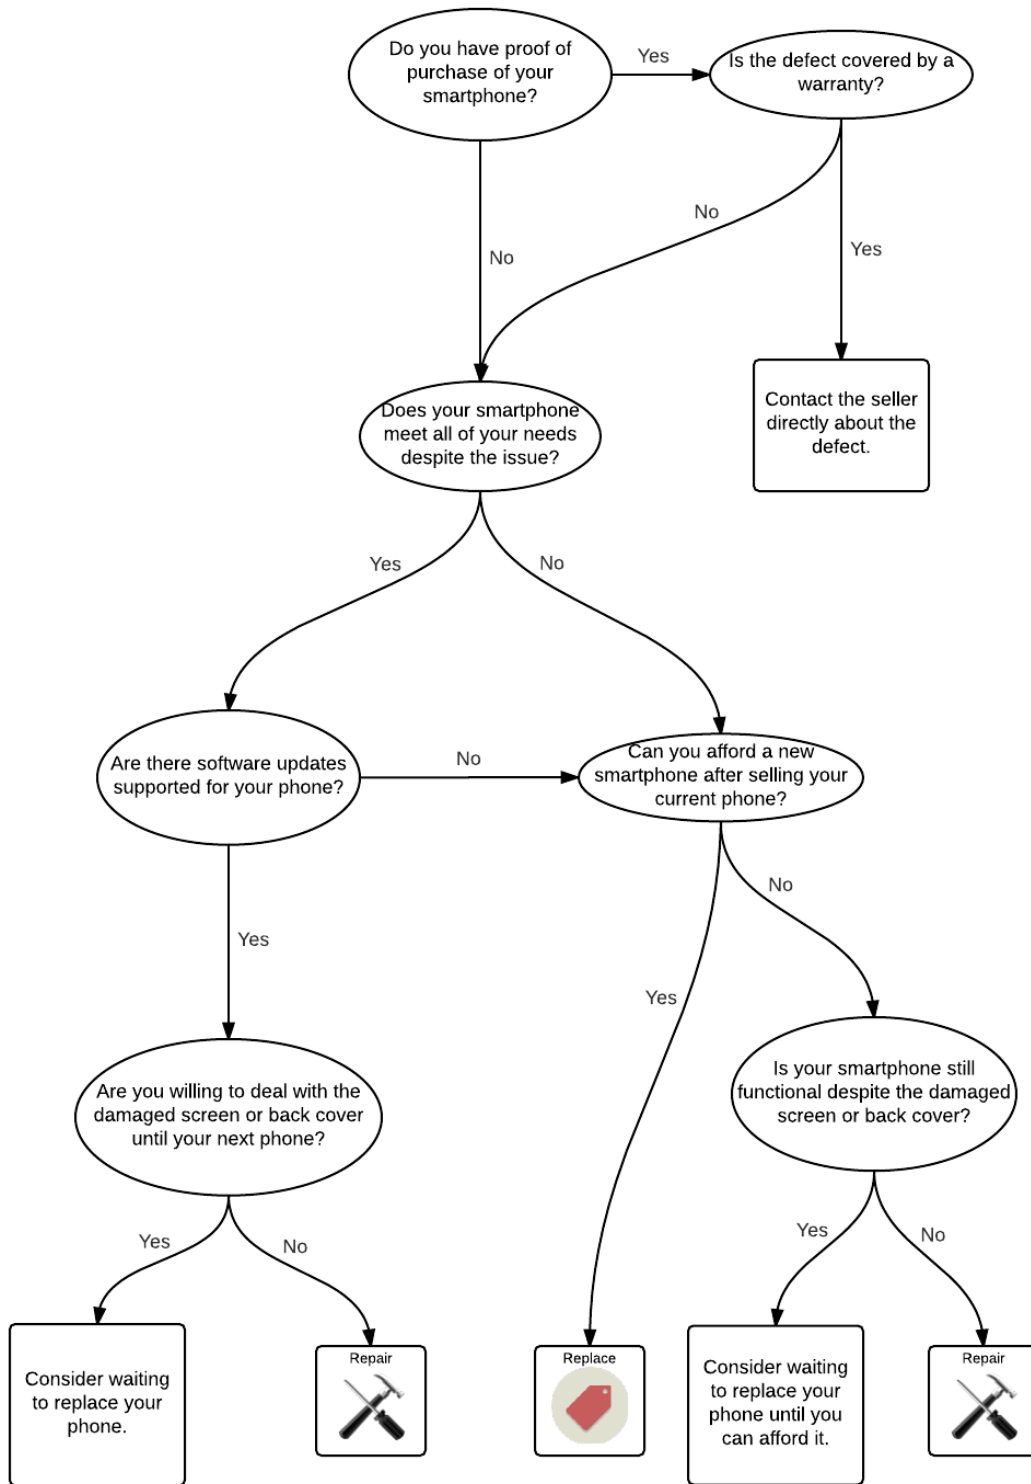 Do you have proof of
purchase of your
smartphone?
Yes
Is the defect covered by a
warranty?
No
No
Yes
Contact the seller
directly about the
defect.
Does your smartphone
meet all of your needs
despite the issue?
Yes
No
Are there software updates
supported for your phone?
No
Can you afford a new
smartphone after selling your
current phone?
Yes
No
Yes
Are you willing to deal with the
damaged screen or back cover
until your next phone?
Is your smartphone still
functional despite the damaged
screen or back cover?
Yes
No
Yes
No
Consider waiting
to replace your
phone.
Repair
Replace
Consider waiting
to replace your
phone until you
can afford it.
Repair